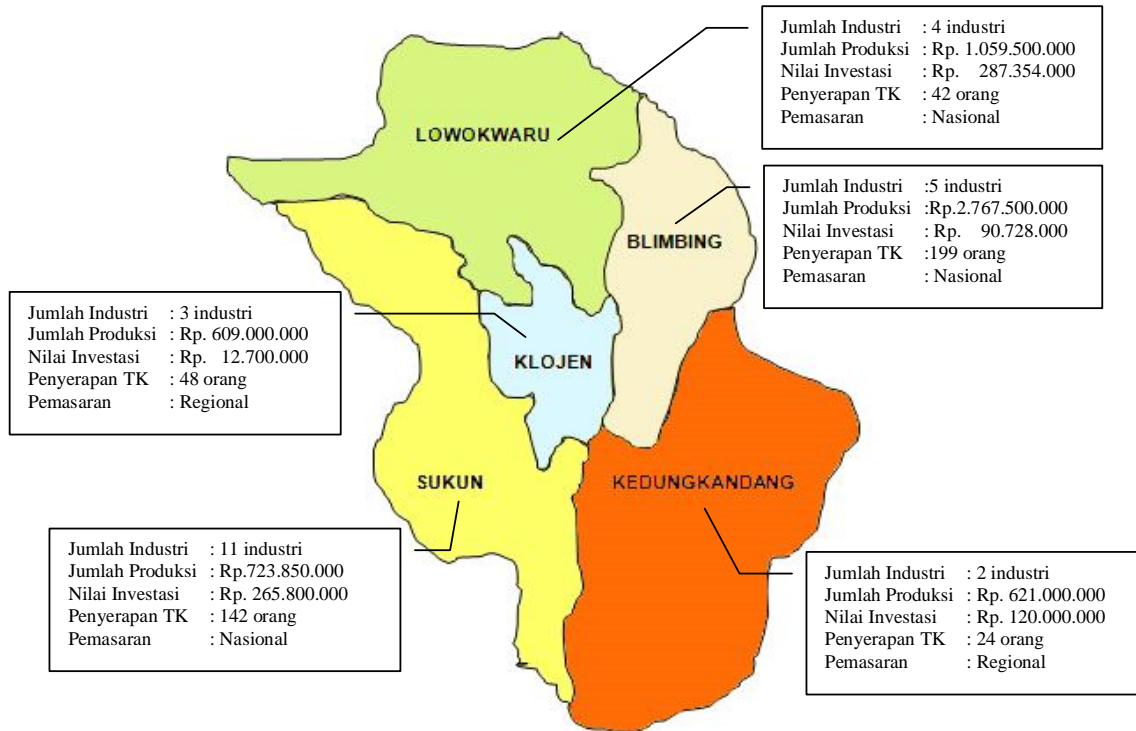 Jumlah Industri : 4 industri
Jumlah Produksi : Rp. 1.059.500.000
Nilai Investasi : Rp. 287.354.000
Penyerapan TK : 42 orang
Pemasaran : Nasional
LOWOKWARU
Jumlah Industri :5 industri
Jumlah Produksi :Rp.2.767.500.000
Nilai Investasi : Rp. 90.728.000
Penyerapan TK :199 orang
Pemasaran : Nasional
BLIMBING
Jumlah Industri : 3 industri
Jumlah Produksi : Rp. 609.000.000
Nilai Investasi : Rp. 12.700.000
Penyerapan TK : 48 orang
Pemasaran : Regional
KLOJEN
SUKUN
KEDUNGKANDANG
Jumlah Industri : 11 industri
Jumlah Produksi : Rp.723.850.000
Nilai Investasi : Rp. 265.800.000
Penyerapan TK : 142 orang
Pemasaran : Nasional
Jumlah Industri : 2 industri
Jumlah Produksi : Rp. 621.000.000
Nilai Investasi : Rp. 120.000.000
Penyerapan TK : 24 orang
Pemasaran : Regional